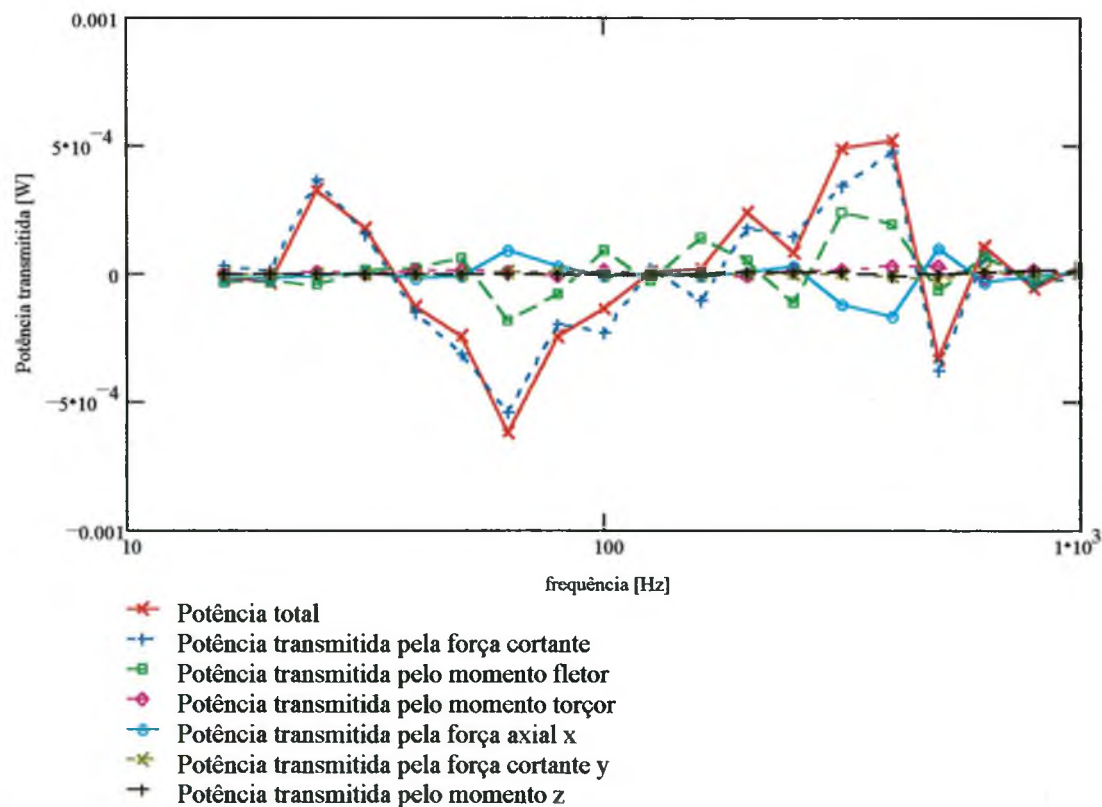 0.001
5•10⁻⁴
0
−5•10⁻⁴
−0.001
Potência transmitida [W]
10
100
1•10³
frequência [Hz]
Potência total
Potência transmitida pela força cortante
Potência transmitida pelo momento fletor
Potência transmitida pelo momento torçor
Potência transmitida pela força axial x
Potência transmitida pela força cortante y
Potência transmitida pelo momento z